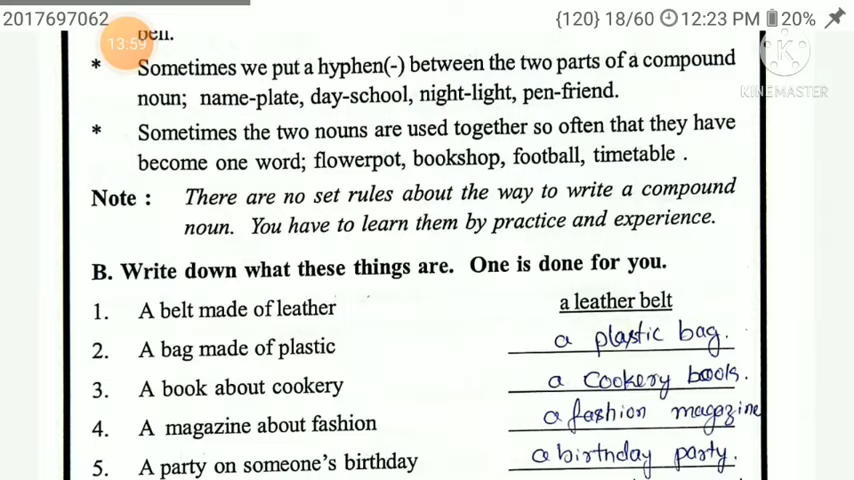 2017697062
{120} 18/60 12:23 PM 20%
13:59
pen.
KINEMASTER
* Sometimes we put a hyphen(-) between the two parts of a compound
noun; name-plate, day-school, night-light, pen-friend.
* Sometimes the two nouns are used together so often that they have
become one word; flowerpot, bookshop, football, timetable .
Note : There are no set rules about the way to write a compound
noun. You have to learn them by practice and experience.
B. Write down what these things are. One is done for you.
1. A belt made of leather a leather belt
2. A bag made of plastic a plastic bag.
3. A book about cookery a cookery book.
4. A magazine about fashion a fashion magazine
5. A party on someone's birthday a birthday party.